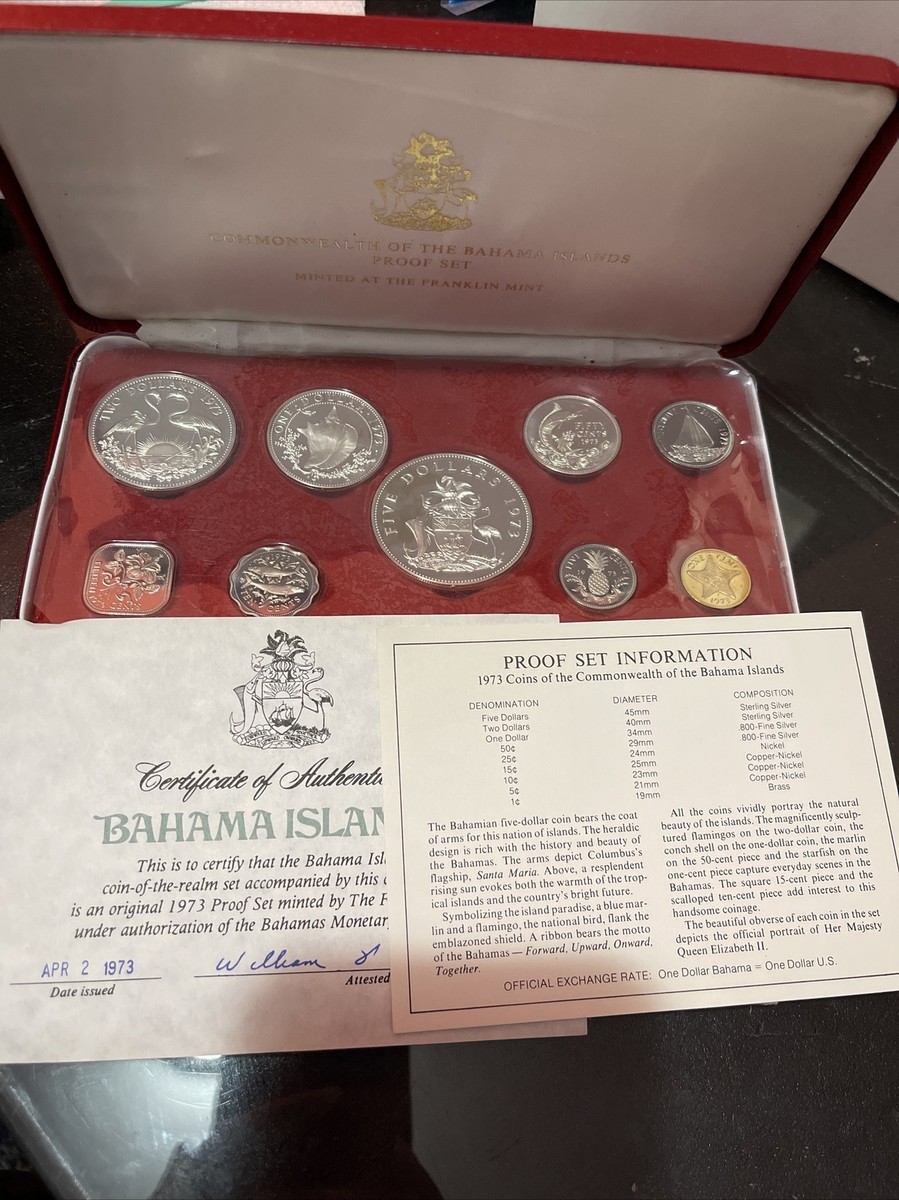 COMMONWEALTH OF THE BAHAMA ISLANDS
PROOF SET
MINTED AT THE FRANKLIN MINT
TWO DOLLARS 1973
ONE DOLLAR 1973
FIFTY
CENTS
1973
FIVE DOLLARS 1973
CENTS
TEN CENTS
FIVE CENTS
1973
ONE CENT
1973
Certificate of
BAHAMA
This is to certify that the Bahama
coin-of-the-realm set accompanied by this
is an original 1973 Proof Set minted by The
under authorization of the Bahamas
APR 2 1973
William
Date issued
Attested
PROOF SET INFORMATION
1973 Coins of the Commonwealth of the Bahama Islands
DENOMINATION DIAMETER COMPOSITION
Five Dollars 45mm Sterling Silver
Two Dollars 40mm Sterling Silver
One Dollar 34mm .800-Fine Silver
50¢ 29mm .800-Fine Silver
25¢ 24mm Nickel
15¢ 25mm Copper-Nickel
10¢ 23mm Copper-Nickel
5¢ 21mm Copper-Nickel
1¢ 19mm Brass
The Bahamian five-dollar coin bears the coat
of arms for this nation of islands. The heraldic
design is rich with the history and beauty of
the Bahamas. The arms depict Columbus's
flagship, Santa Maria. Above, a resplendent
rising sun evokes both the warmth of the trop-
ical islands and the country's bright future.
Symbolizing the island paradise, a blue mar-
lin and a flamingo, the national bird, flank the
emblazoned shield. A ribbon bears the motto
of the Bahamas — Forward, Upward, Onward,
Together.
All the coins vividly portray the natural
beauty of the islands. The magnificently sculp-
tured flamingos on the two-dollar coin, the
conch shell on the one-dollar coin, the marlin
on the 50-cent piece and the starfish on the
one-cent piece capture everyday scenes in the
Bahamas. The square 15-cent piece and the
scalloped ten-cent piece add interest to this
handsome coinage.
The beautiful obverse of each coin in the set
depicts the official portrait of Her Majesty
Queen Elizabeth II.
OFFICIAL EXCHANGE RATE: One Dollar Bahama = One Dollar U.S.